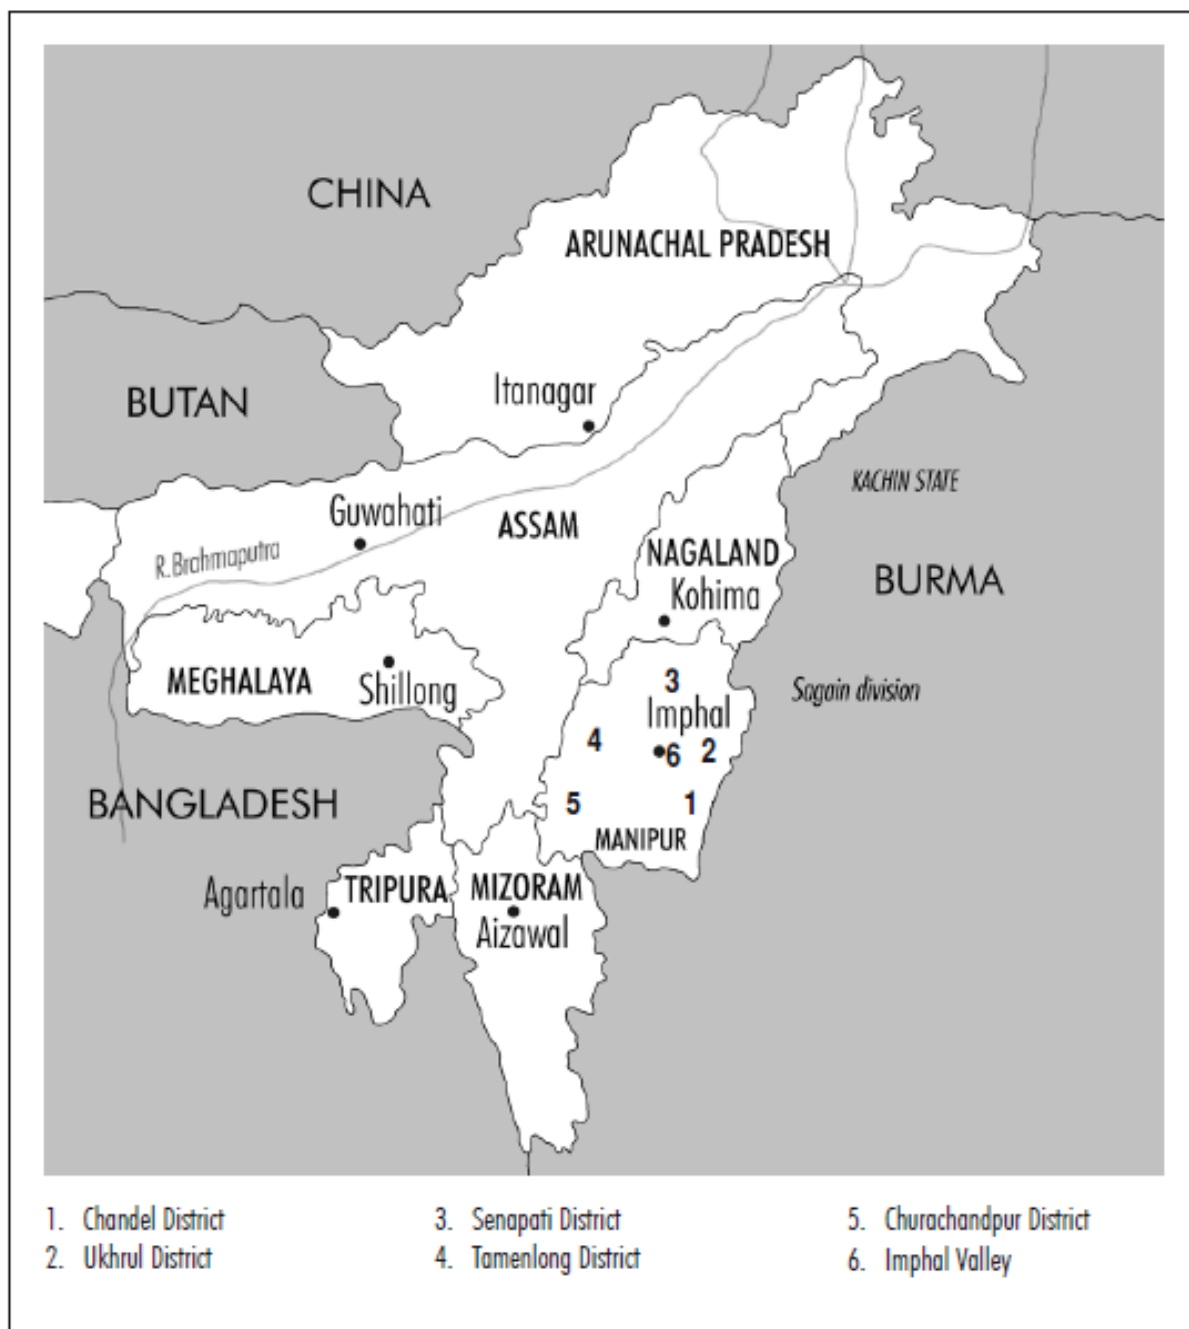 CHINA
ARUNACHAL PRADESH
Itanagar
BUTAN
KACHIN STATE
Guwahati
ASSAM
R.Brahmaputra
NAGALAND
BURMA
Kohima
MEGHALAYA
Shillong
3
Sagain division
Imphal
4
6 2
BANGLADESH
5
1
MANIPUR
Agartala
TRIPURA
MIZORAM
Aizawal
1. Chandel District
2. Ukhrul District
3. Senapati District
4. Tamenlong District
5. Churachandpur District
6. Imphal Valley